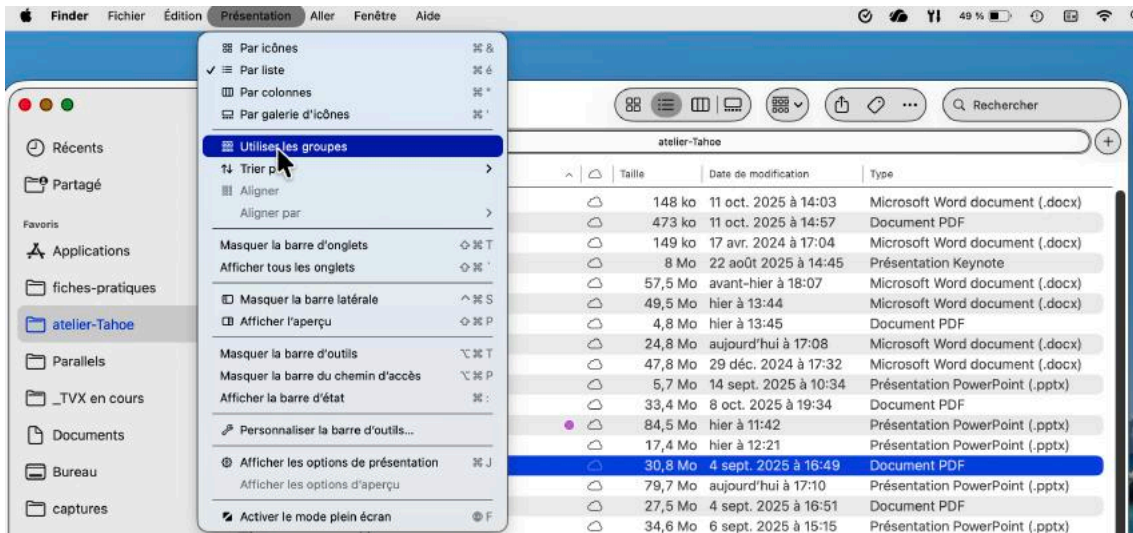 Finder Fichier Édition Présentation Aller Fenêtre Aide 49 %
Par icônes ⌘ &
✓ Par liste ⌘ é
Par colonnes ⌘ "
Par galerie d'icônes ⌘ '
Utiliser les groupes
Trier p
Aligner
Aligner par
Masquer la barre d'onglets ⇧ ⌘ T
Afficher tous les onglets ⇧ ⌘ `
Masquer la barre latérale ^ ⌘ S
Afficher l'aperçu ⇧ ⌘ P
Masquer la barre d'outils ⌥ ⌘ T
Masquer la barre du chemin d'accès ⌥ ⌘ P
Afficher la barre d'état ⌘ :
Personnaliser la barre d'outils...
Afficher les options de présentation ⌘ J
Afficher les options d'aperçu
Activer le mode plein écran F
Récents
Partagé
Favoris
Applications
fiches-pratiques
atelier-Tahoe
Parallels
_TVX en cours
Documents
Bureau
captures
Rechercher
atelier-Tahoe
Taille Date de modification Type
148 ko 11 oct. 2025 à 14:03 Microsoft Word document (.docx)
473 ko 11 oct. 2025 à 14:57 Document PDF
149 ko 17 avr. 2024 à 17:04 Microsoft Word document (.docx)
8 Mo 22 août 2025 à 14:45 Présentation Keynote
57,5 Mo avant-hier à 18:07 Microsoft Word document (.docx)
49,5 Mo hier à 13:44 Microsoft Word document (.docx)
4,8 Mo hier à 13:45 Document PDF
24,8 Mo aujourd'hui à 17:08 Microsoft Word document (.docx)
47,8 Mo 29 déc. 2024 à 17:32 Microsoft Word document (.docx)
5,7 Mo 14 sept. 2025 à 10:34 Présentation PowerPoint (.pptx)
33,4 Mo 8 oct. 2025 à 19:34 Document PDF
84,5 Mo hier à 11:42 Présentation PowerPoint (.pptx)
17,4 Mo hier à 12:21 Présentation PowerPoint (.pptx)
30,8 Mo 4 sept. 2025 à 16:49 Document PDF
79,7 Mo aujourd'hui à 17:10 Présentation PowerPoint (.pptx)
27,5 Mo 4 sept. 2025 à 16:51 Document PDF
34,6 Mo 6 sept. 2025 à 15:15 Présentation PowerPoint (.pptx)